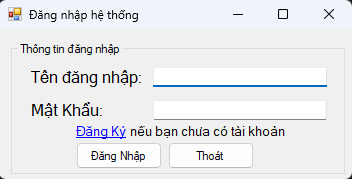 Đăng nhập hệ thống
Thông tin đăng nhập
Tên đăng nhập:
Mật Khẩu:
Đăng Ký nếu bạn chưa có tài khoản
Đăng Nhập Thoát